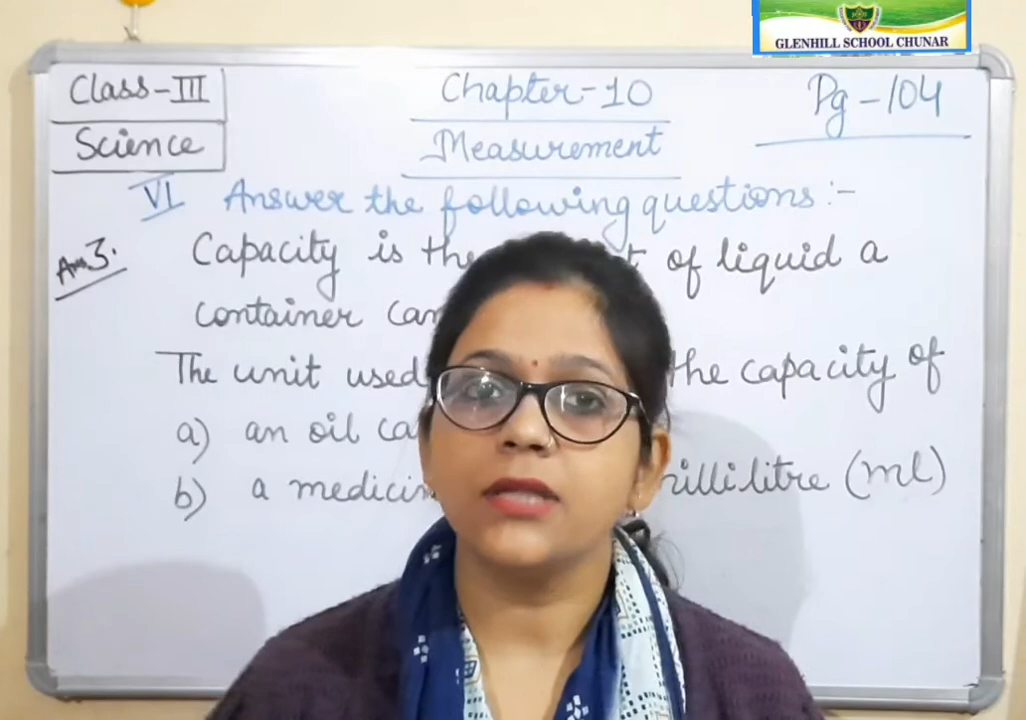 GLENHILL SCHOOL CHUNAR
Class-III
Chapter-10
Pg-104
Science
Measurement
VI Answer the following questions:-
Ans3. Capacity is the of liquid a
container can
The unit used the capacity of
a) an oil
b) a millilitre (ml)